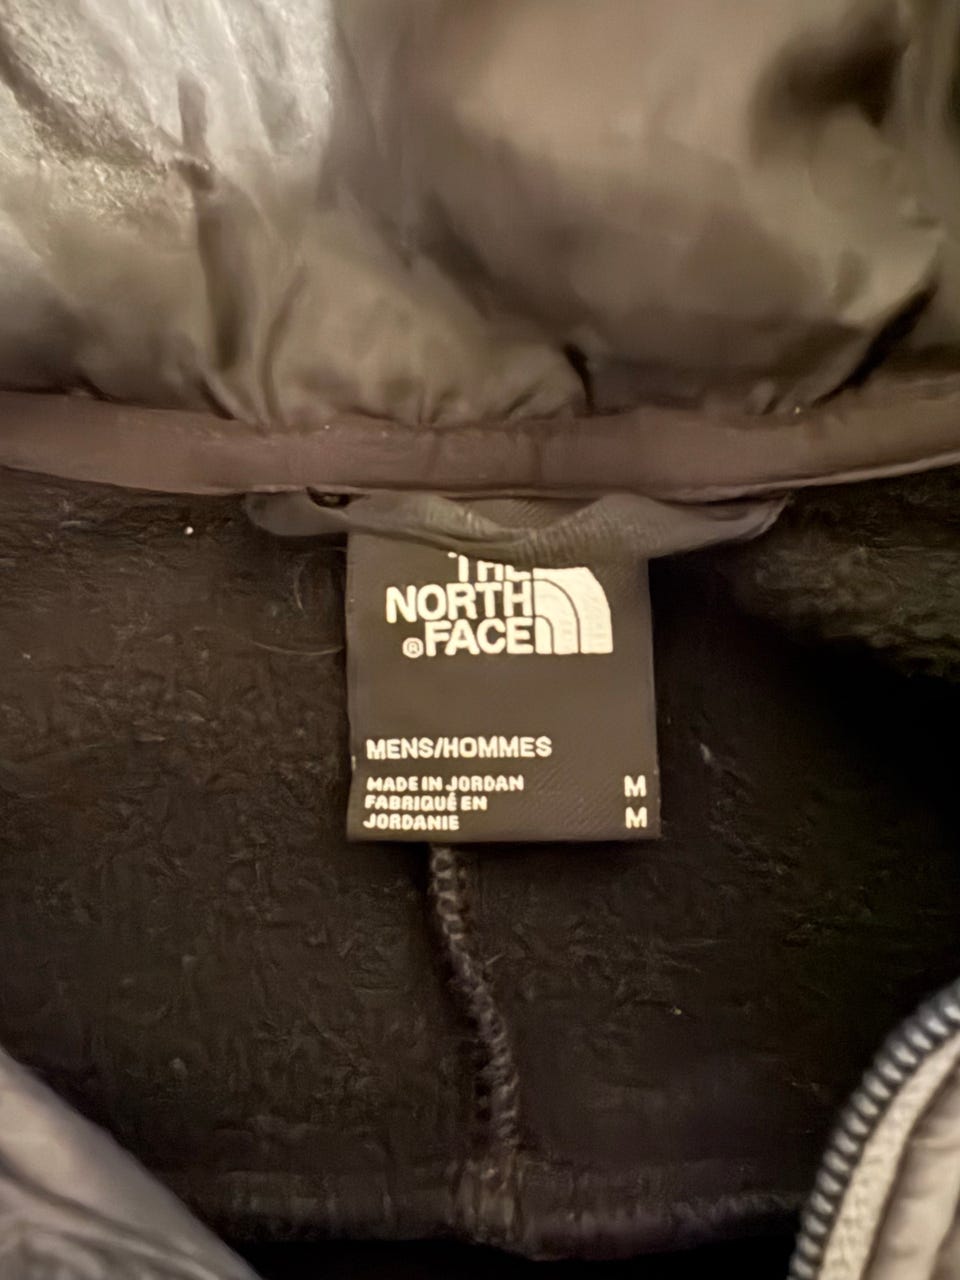 THE
NORTH
® FACE
MENS/HOMMES
MADE IN JORDAN M
FABRIQUÉ EN
JORDANIE M